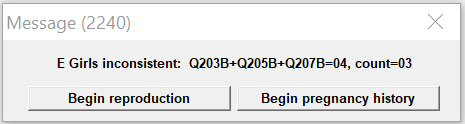 Message (2240)
E Girls inconsistent:  Q203B+Q205B+Q207B=04, count=03
Begin reproduction
Begin pregnancy history